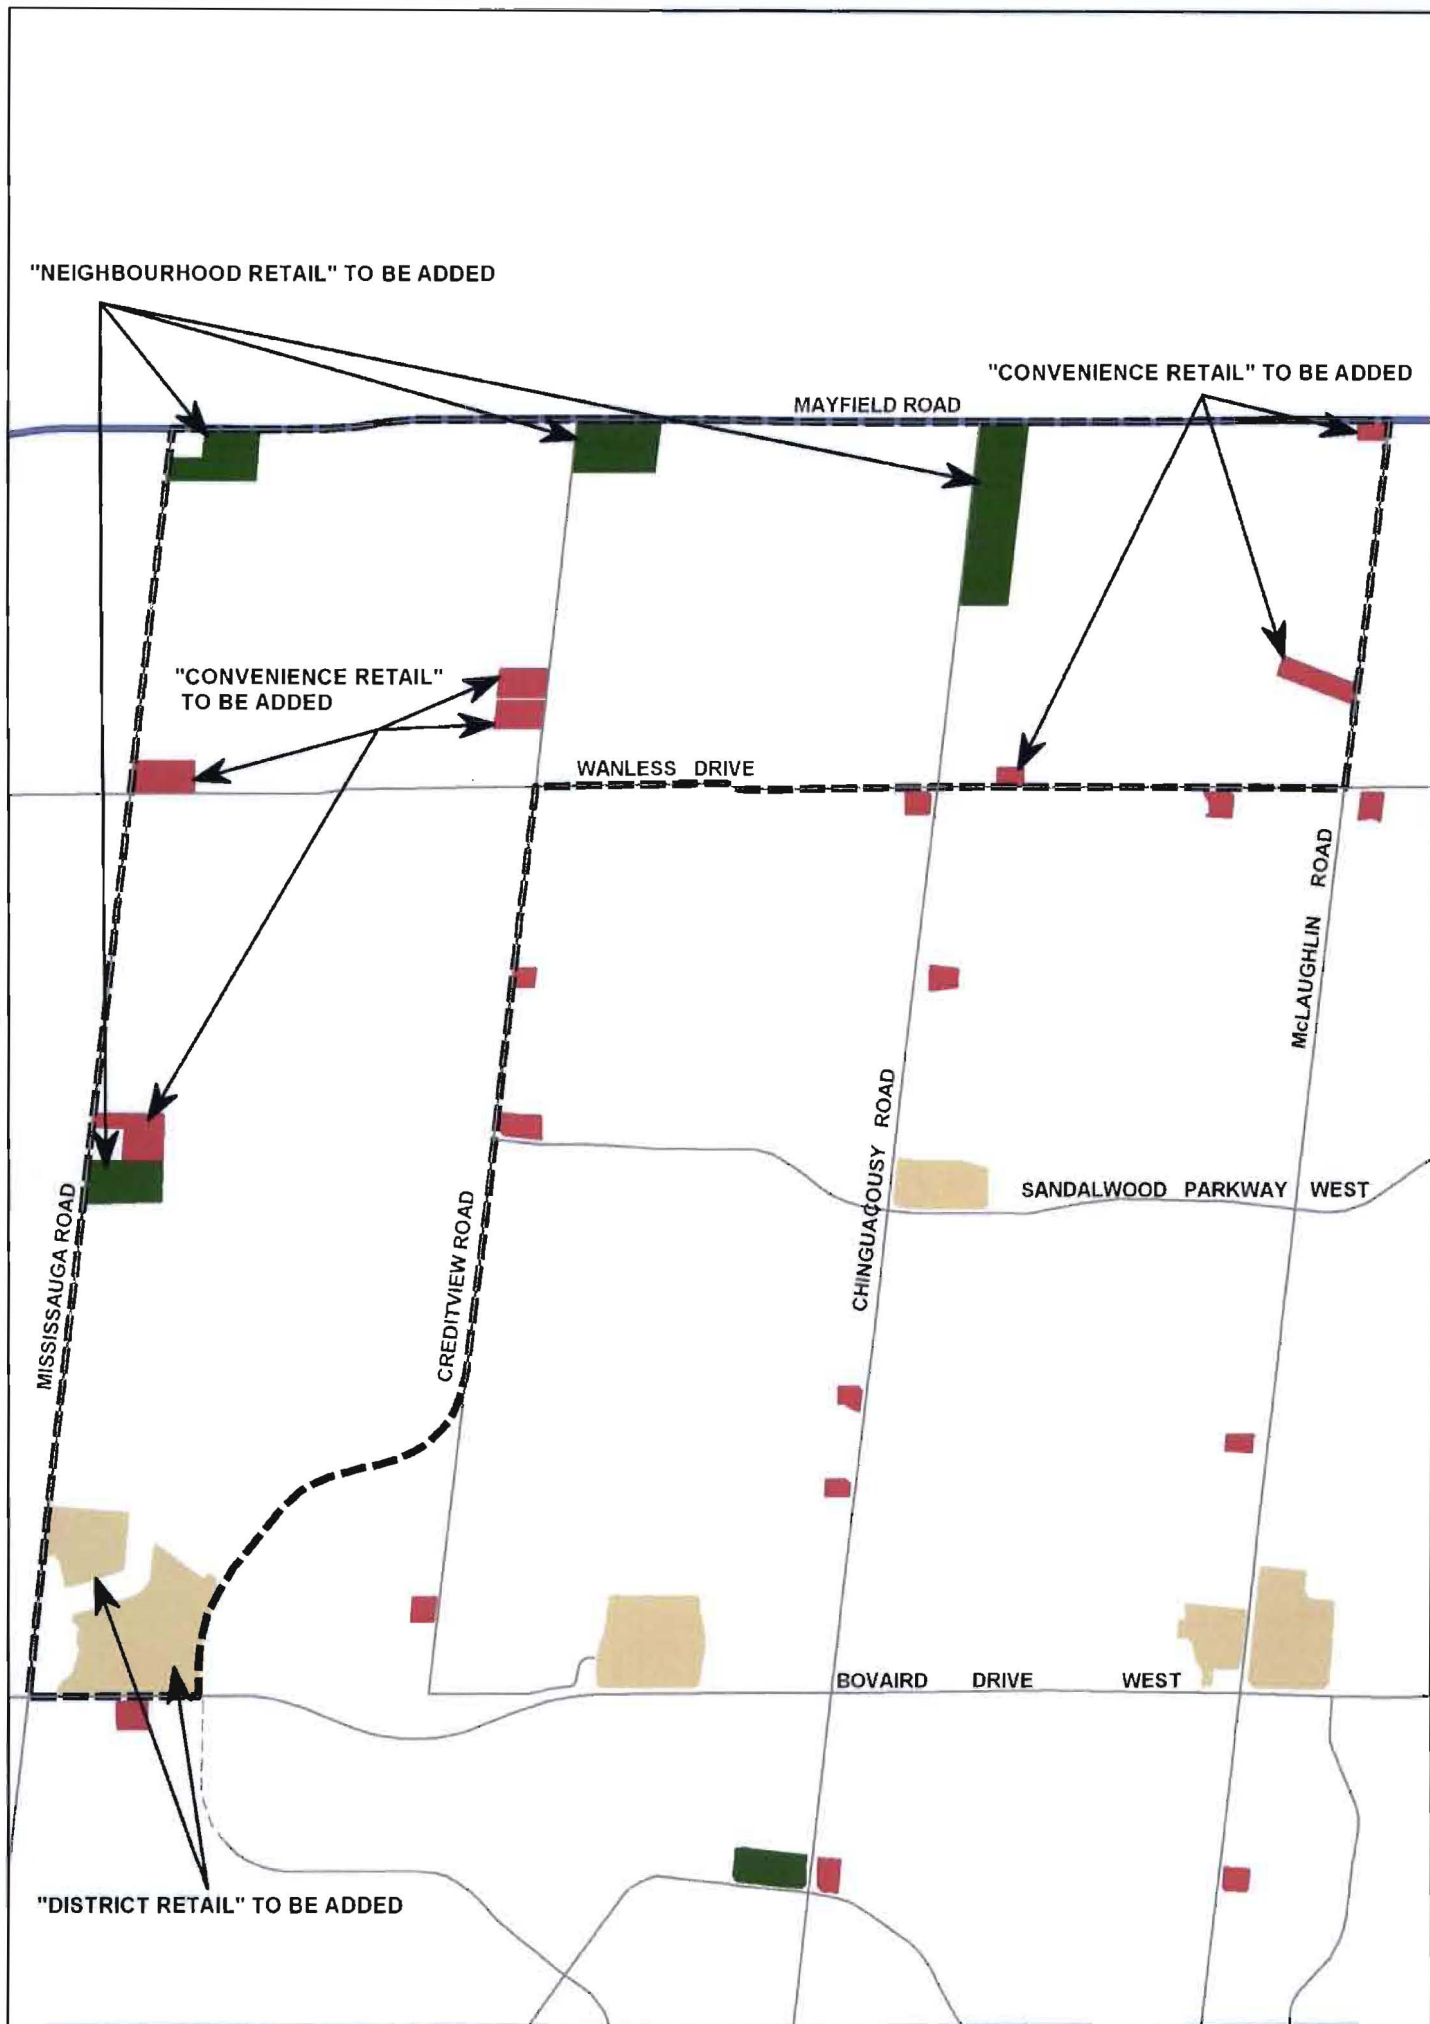 "NEIGHBOURHOOD RETAIL" TO BE ADDED
"CONVENIENCE RETAIL" TO BE ADDED
MAYFIELD ROAD
"CONVENIENCE RETAIL"
TO BE ADDED
WANLESS DRIVE
McLAUGHLIN ROAD
CHINGUACOUSY ROAD
SANDALWOOD PARKWAY WEST
MISSISSAUGA ROAD
CREDITVIEW ROAD
BOVAIRD DRIVE WEST
"DISTRICT RETAIL" TO BE ADDED